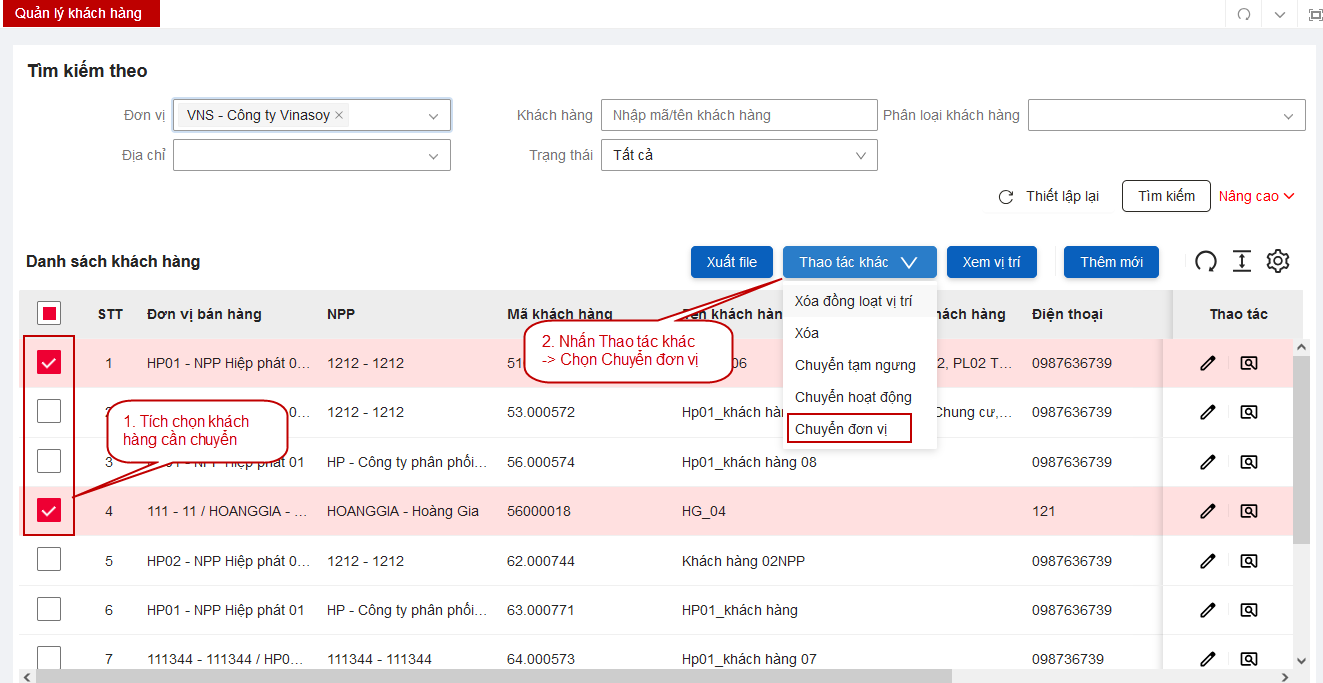 Quản lý khách hàng
Tìm kiếm theo
Đơn vị VNS - Công ty Vinasoy × Khách hàng Nhập mã/tên khách hàng Phân loại khách hàng
Địa chỉ Trạng thái Tất cả
Thiết lập lại Tìm kiếm Nâng cao
Danh sách khách hàng Xuất file Thao tác khác Xem vị trí Thêm mới
Xóa đồng loạt vị trí
Xóa
Chuyển tạm ngưng
Chuyển hoạt động
Chuyển đơn vị
2. Nhấn Thao tác khác
-> Chọn Chuyển đơn vị
1. Tích chọn khách
hàng cần chuyển
STT Đơn vị bán hàng NPP Mã khách hàng Tên khách hàng Điện thoại Thao tác
1 HP01 - NPP Hiệp phát 0... 1212 - 1212 06 2, PL02 T... 0987636739
1212 - 1212 53.000572 Hp01_khách Chung cư,... 0987636739
3 01 HP - Công ty phân phối... 56.000574 Hp01_khách hàng 08 0987636739
4 111 - 11 / HOANGGIA - ... HOANGGIA - Hoàng Gia 56000018 HG_04 121
5 HP02 - NPP Hiệp phát 0... 1212 - 1212 62.000744 Khách hàng 02NPP 0987636739
6 HP01 - NPP Hiệp phát 01 HP - Công ty phân phối... 63.000771 HP01_khách hàng 0987636739
7 111344 - 111344 / HP0... 111344 - 111344 64.000573 Hp01_khách hàng 07 098736739